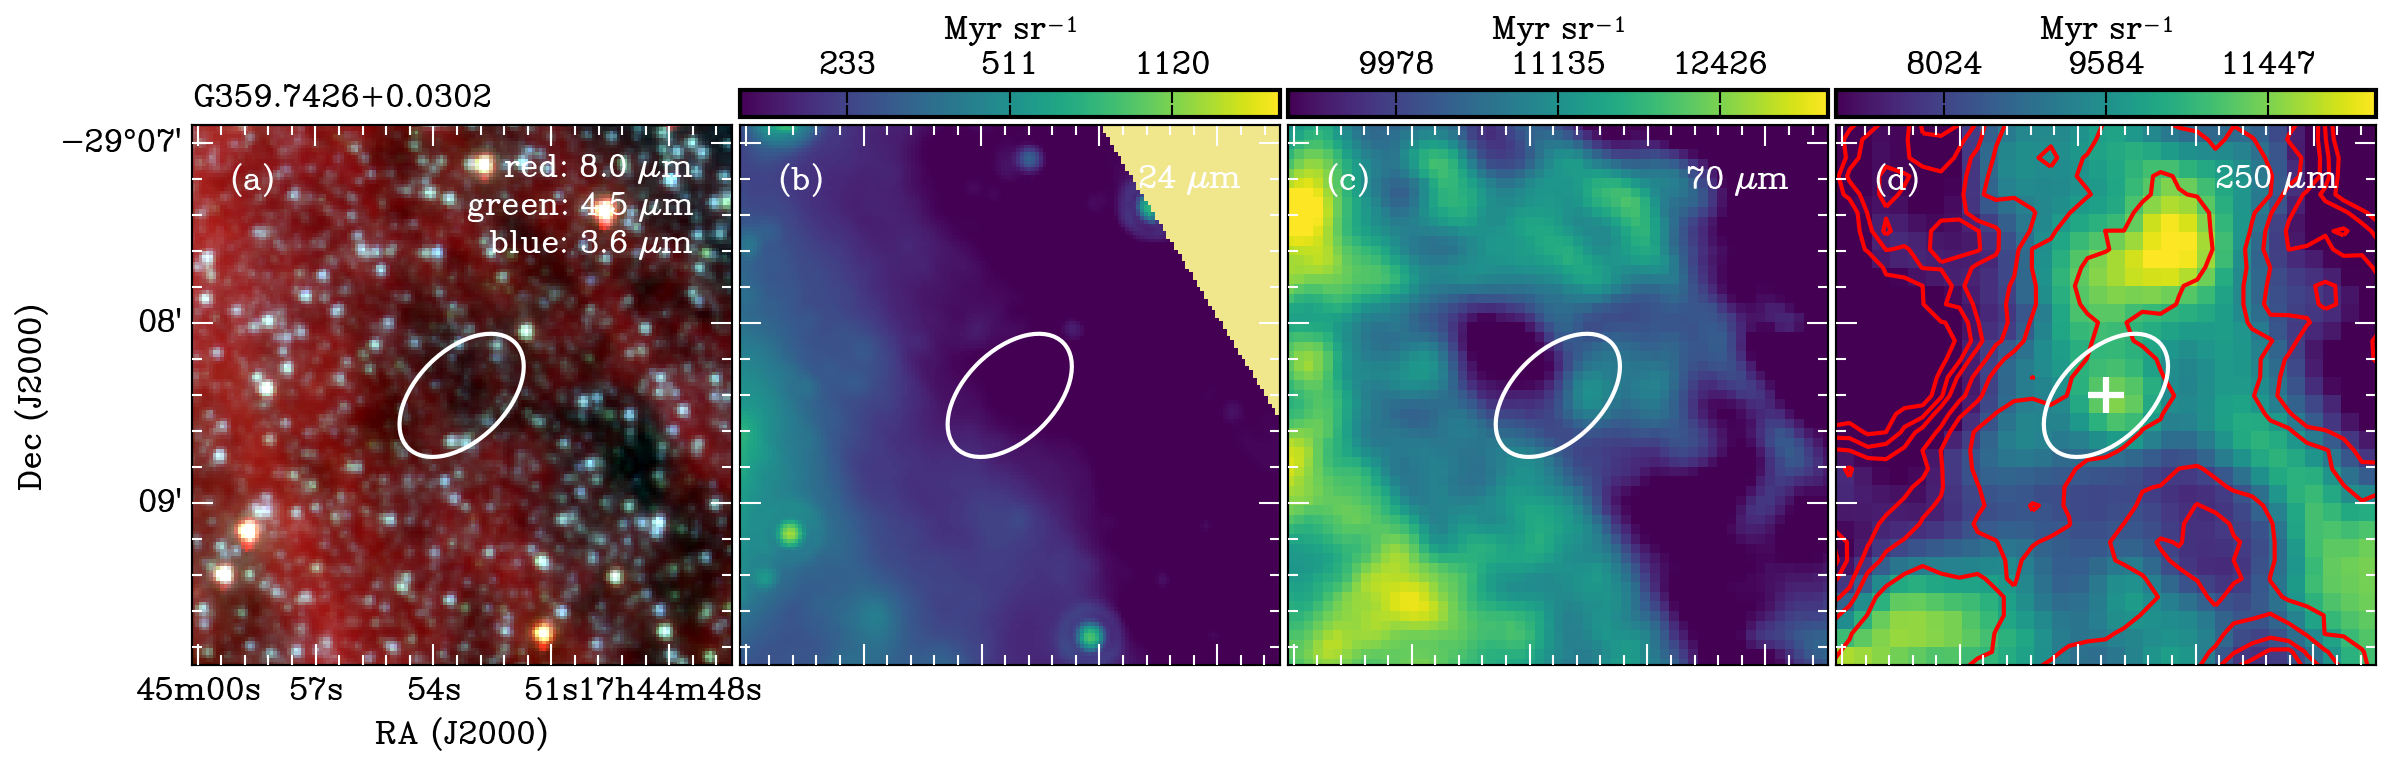 Myr sr⁻¹ Myr sr⁻¹ Myr sr⁻¹
233 511 1120 9978 11135 12426 8024 9584 11447
G359.7426+0.0302
(a) red: 8.0 μm
green: 4.5 μm
blue: 3.6 μm
(b) 24 μm
(c) 70 μm
(d) 250 μm
−29°07'
08'
09'
Dec (J2000)
45m00s 57s 54s 51s 17h44m48s
RA (J2000)